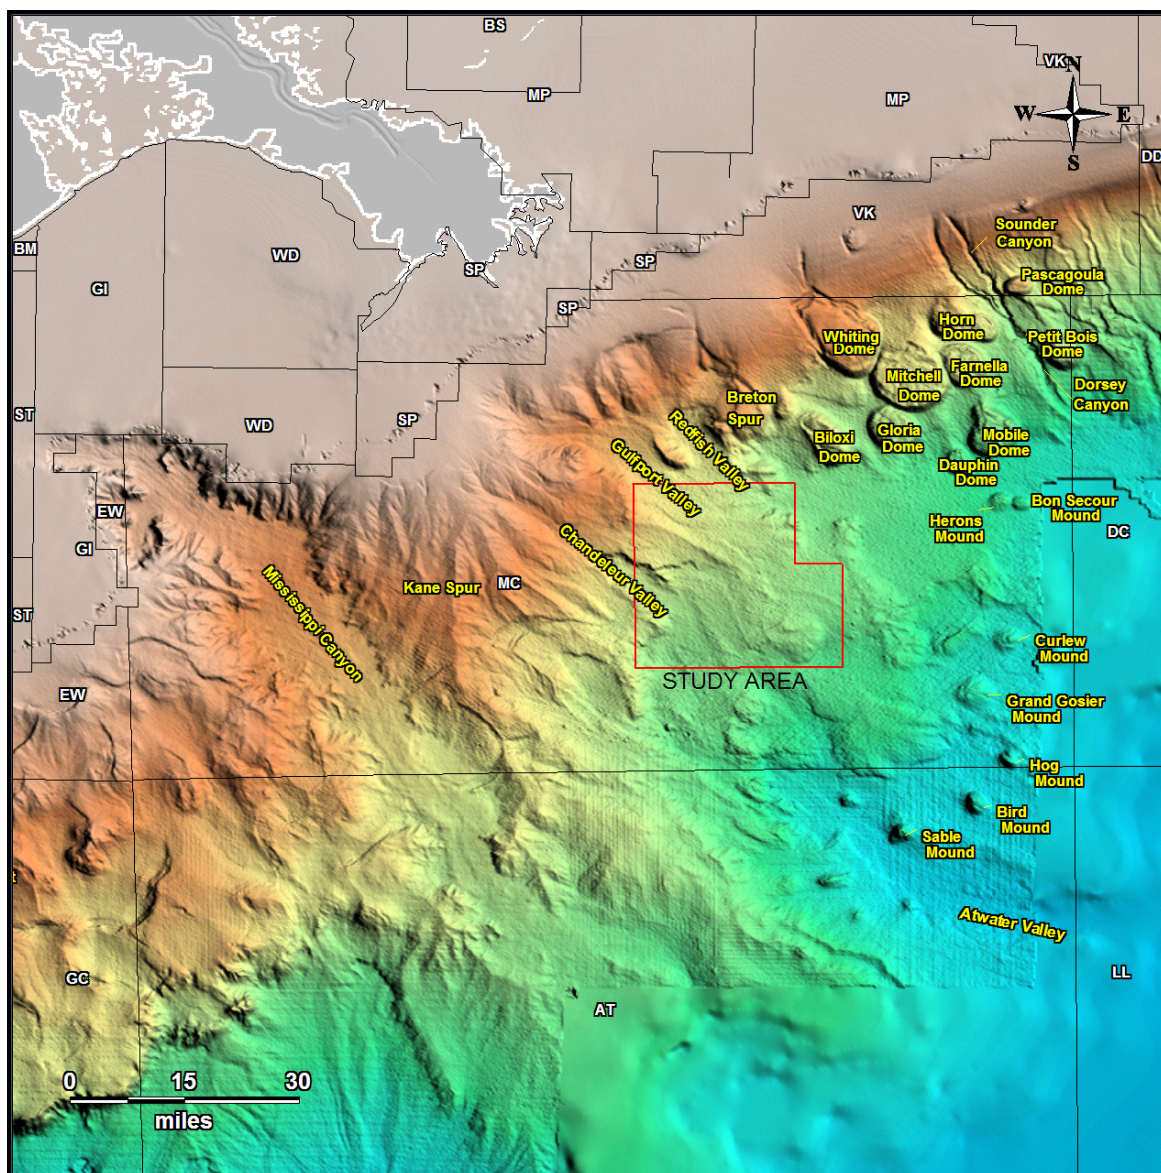 BS
VK
N
MP
MP
W
E
S
DD
VK
Sounder
Canyon
BM
WD
SP
SP
GI
Pascagoula
Dome
SP
Horn
Dome
Whiting
Dome
Petit Bois
Dome
Farnella
Dome
Mitchell
Dome
Dorsey
Canyon
Breton
Spur
ST
WD
SP
Redfish Valley
Gloria
Dome
Biloxi
Dome
Mobile
Dome
Gulfport Valley
Dauphin
Dome
Bon Secour
Mound
Herons
Mound
EW
DC
GI
Chandeleur Valley
Kane Spur
MC
Mississippi Canyon
ST
Curlew
Mound
STUDY AREA
EW
Grand Gosier
Mound
Hog
Mound
Bird
Mound
Sable
Mound
Atwater Valley
GC
LL
AT
0 15 30
miles